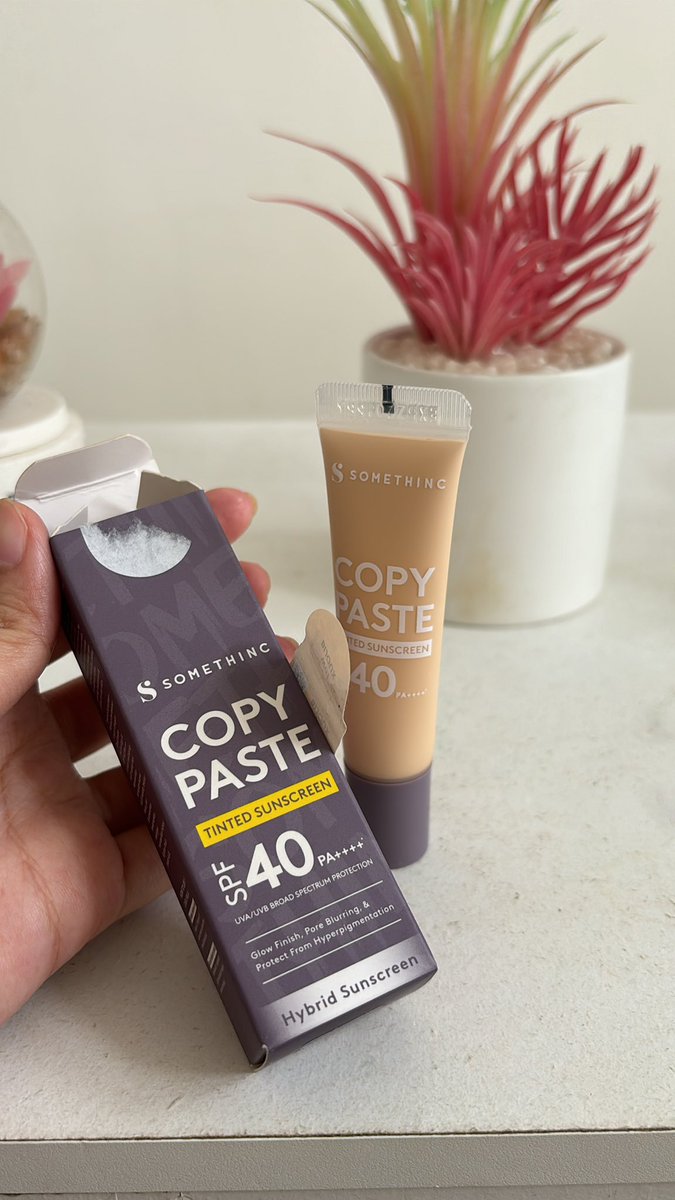 SOMETHINC
COPY
PASTE
TINTED SUNSCREEN
SPF
40 PA++++
UVA/UVB BROAD SPECTRUM PROTECTION
Glow Finish, Pore Blurring, &
Protect From Hyperpigmentation
Hybrid Sunscreen
SOMETHINC
COPY
PASTE
SUNSCREEN
40 PA++++